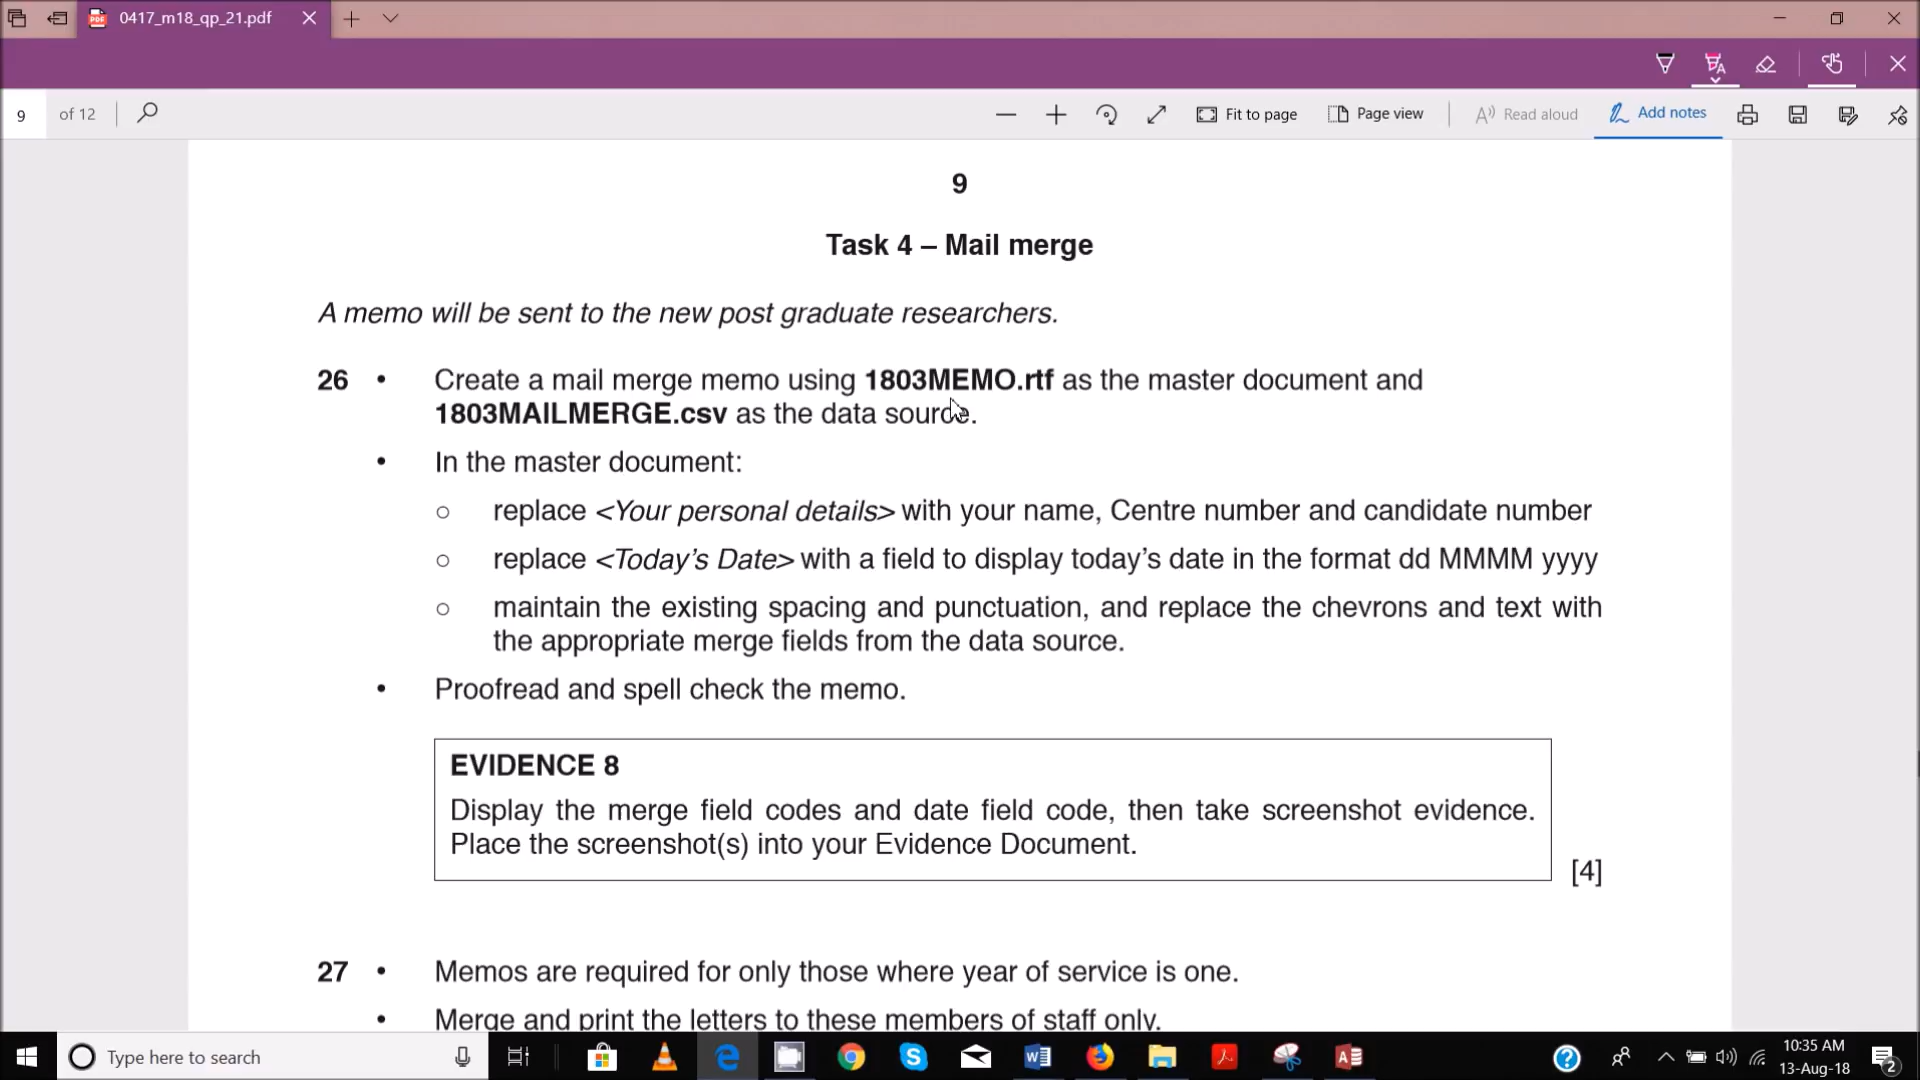 0417_m18_qp_21.pdf
9 of 12
Fit to page
Page view
Read aloud
Add notes
9
Task 4 – Mail merge
A memo will be sent to the new post graduate researchers.
26 • Create a mail merge memo using 1803MEMO.rtf as the master document and
1803MAILMERGE.csv as the data source.
• In the master document:
○ replace <Your personal details> with your name, Centre number and candidate number
○ replace <Today’s Date> with a field to display today’s date in the format dd MMMM yyyy
○ maintain the existing spacing and punctuation, and replace the chevrons and text with
the appropriate merge fields from the data source.
• Proofread and spell check the memo.
EVIDENCE 8
Display the merge field codes and date field code, then take screenshot evidence.
Place the screenshot(s) into your Evidence Document.
[4]
27 • Memos are required for only those where year of service is one.
• Merge and print the letters to these members of staff only.
Type here to search
10:35 AM
13-Aug-18
2